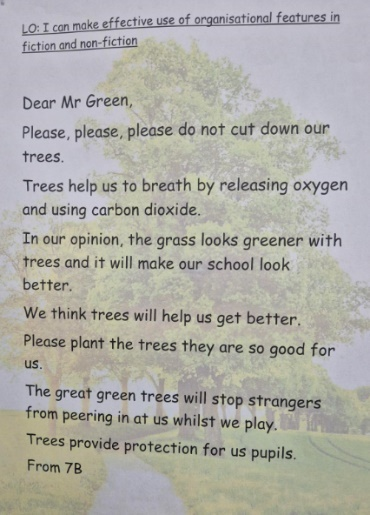 LO: I can make effective use of organisational features in
fiction and non-fiction
Dear Mr Green,
Please, please, please do not cut down our
trees.
Trees help us to breath by releasing oxygen
and using carbon dioxide.
In our opinion, the grass looks greener with
trees and it will make our school look
better.
We think trees will help us get better.
Please plant the trees they are so good for
us.
The great green trees will stop strangers
from peering in at us whilst we play.
Trees provide protection for us pupils.
From 7B